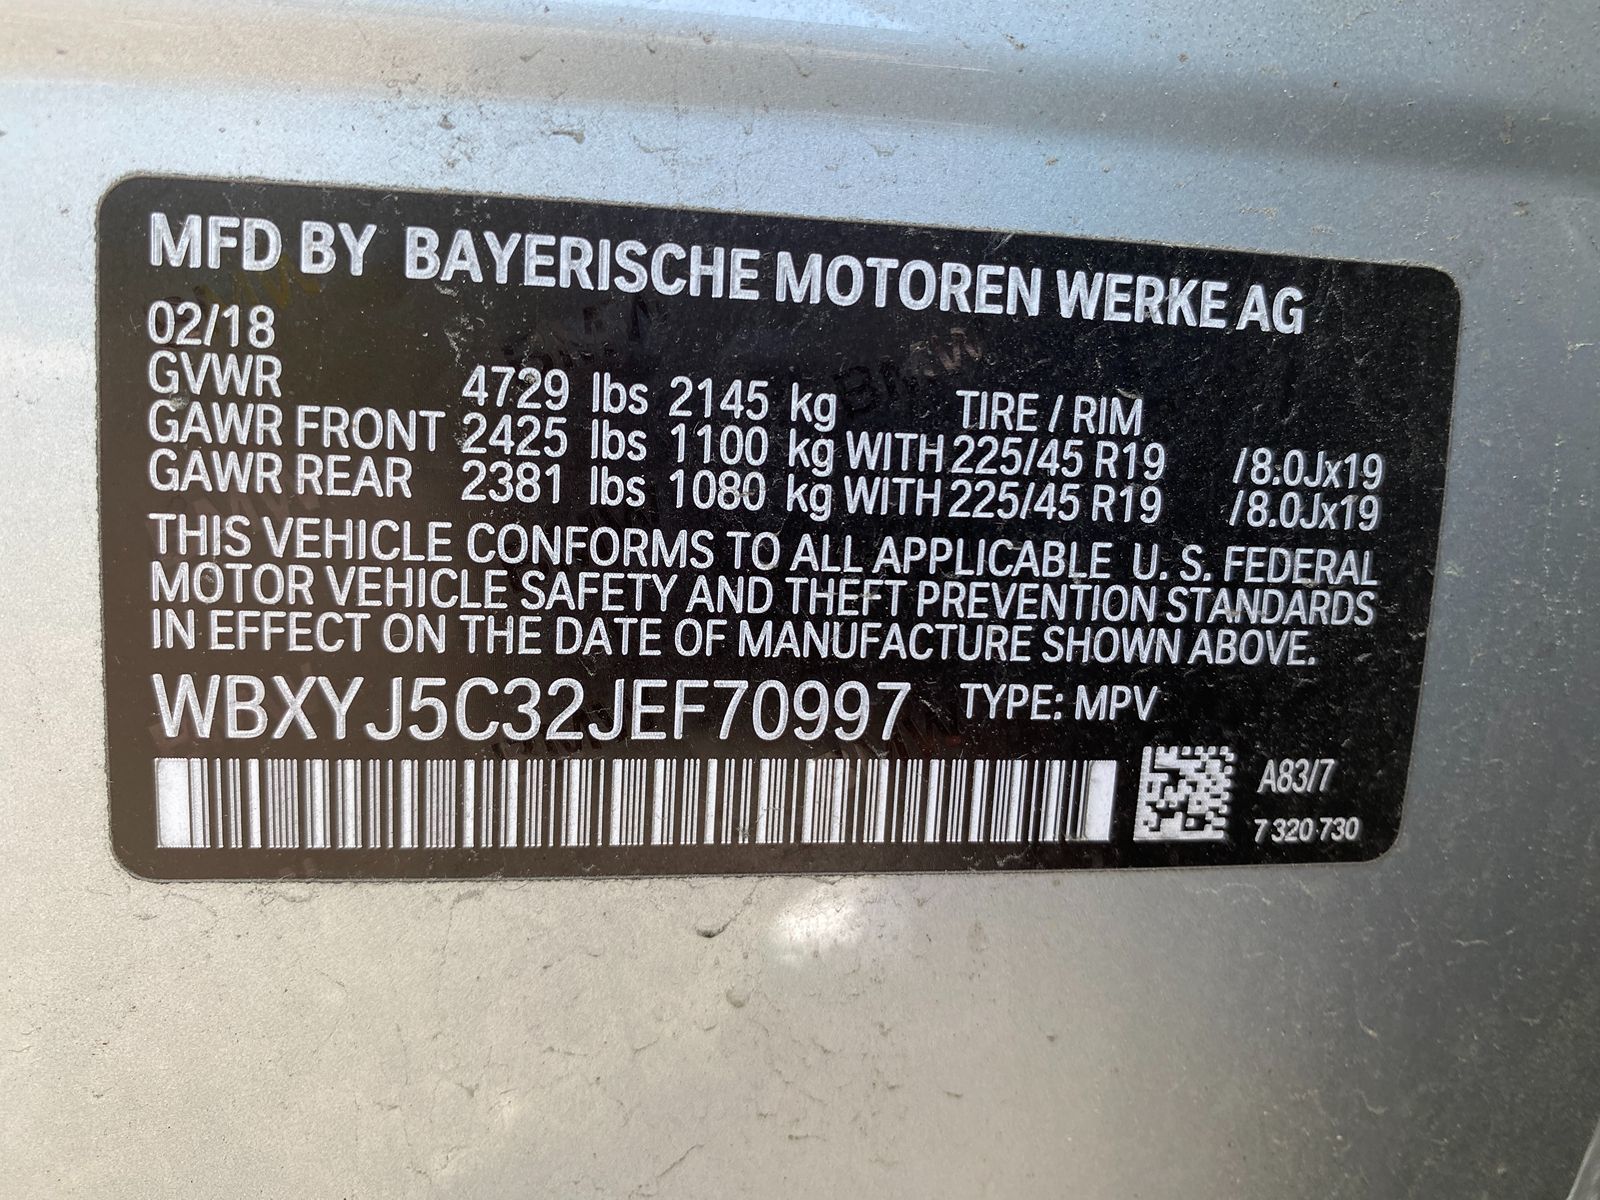 MFD BY BAYERISCHE MOTOREN WERKE AG
02/18
GVWR 4729 lbs 2145 kg TIRE / RIM
GAWR FRONT 2425 lbs 1100 kg WITH 225/45 R19 /8.0Jx19
GAWR REAR 2381 lbs 1080 kg WITH 225/45 R19 /8.0Jx19
THIS VEHICLE CONFORMS TO ALL APPLICABLE U. S. FEDERAL
MOTOR VEHICLE SAFETY AND THEFT PREVENTION STANDARDS
IN EFFECT ON THE DATE OF MANUFACTURE SHOWN ABOVE.
WBXYJ5C32JEF70997 TYPE: MPV
A83/7
7 320 730